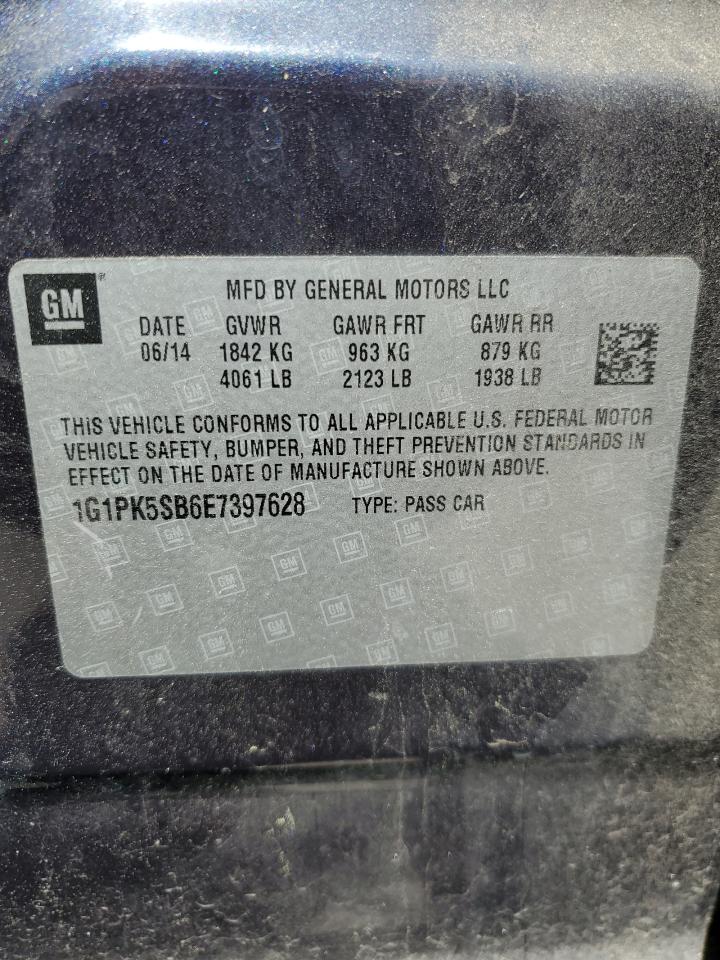 GM
MFD BY GENERAL MOTORS LLC
DATE GVWR GAWR FRT GAWR RR
06/14 1842 KG 963 KG 879 KG
4061 LB 2123 LB 1938 LB
THIS VEHICLE CONFORMS TO ALL APPLICABLE U.S. FEDERAL MOTOR
VEHICLE SAFETY, BUMPER, AND THEFT PREVENTION STANDARDS IN
EFFECT ON THE DATE OF MANUFACTURE SHOWN ABOVE.
1G1PK5SB6E7397628 TYPE: PASS CAR